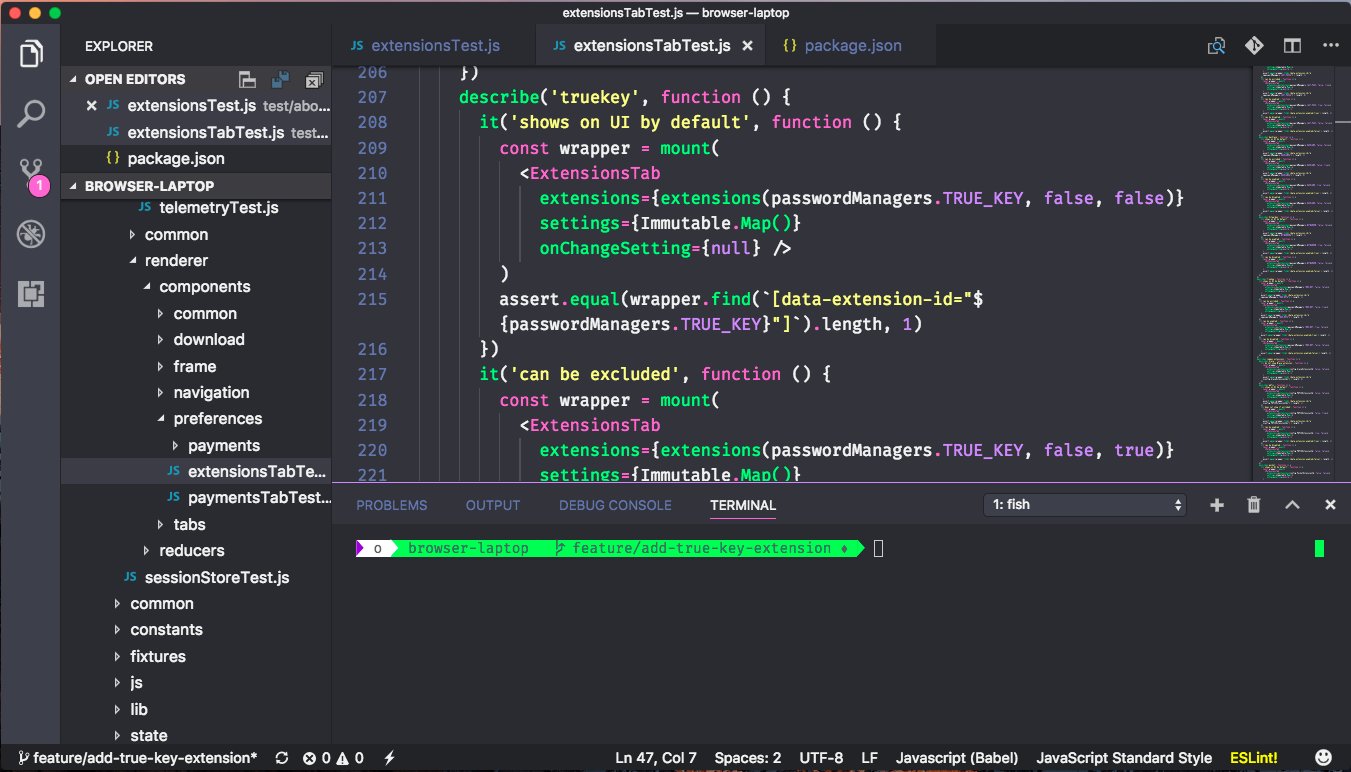 extensionsTabTest.js — browser-laptop
EXPLORER
OPEN EDITORS
JS extensionsTest.js test/abo...
JS extensionsTabTest.js test...
{} package.json
BROWSER-LAPTOP
JS telemetryTest.js
common
renderer
components
common
download
frame
navigation
preferences
payments
JS extensionsTabTe...
JS paymentsTabTest...
tabs
reducers
JS sessionStoreTest.js
common
constants
fixtures
js
lib
state
1
JS extensionsTest.js JS extensionsTabTest.js × {} package.json
206 })
207 describe('truekey', function () {
208 it('shows on UI by default', function () {
209 const wrapper = mount(
210 <ExtensionsTab
211 extensions={extensions(passwordManagers.TRUE_KEY, false, false)}
212 settings={Immutable.Map()}
213 onChangeSetting={null} />
214 )
215 assert.equal(wrapper.find(`[data-extension-id="$
{passwordManagers.TRUE_KEY}"]`).length, 1)
216 })
217 it('can be excluded', function () {
218 const wrapper = mount(
219 <ExtensionsTab
220 extensions={extensions(passwordManagers.TRUE_KEY, false, true)}
221 settings={Immutable.Map()}
PROBLEMS OUTPUT DEBUG CONSOLE TERMINAL 1: fish
o browser-laptop feature/add-true-key-extension
feature/add-true-key-extension* 0 0 Ln 47, Col 7 Spaces: 2 UTF-8 LF Javascript (Babel) JavaScript Standard Style ESLint!